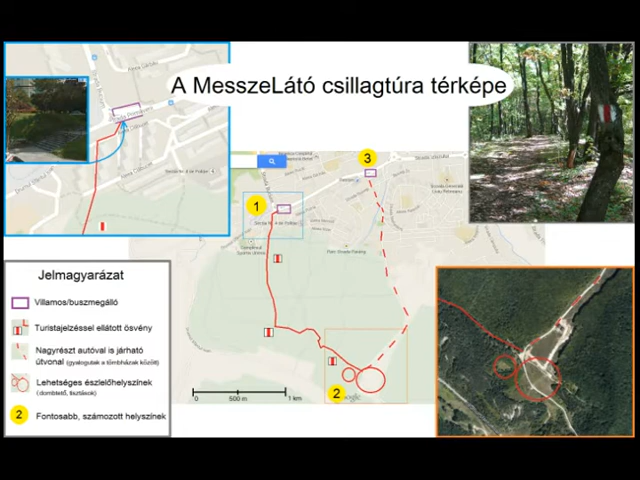 A MesszeLátó csillagtúra térképe
3
1
2
0
500 m
1 km
Jelmagyarázat
Villamos/buszmegálló
Turistajelzéssel ellátott ösvény
Nagyrészt autóval is járható
útvonal (gyalogutak a tömbházak között)
Lehetséges észlelőhelyszínek
(dombtető, tisztások)
2 Fontosabb, számozott helyszínek